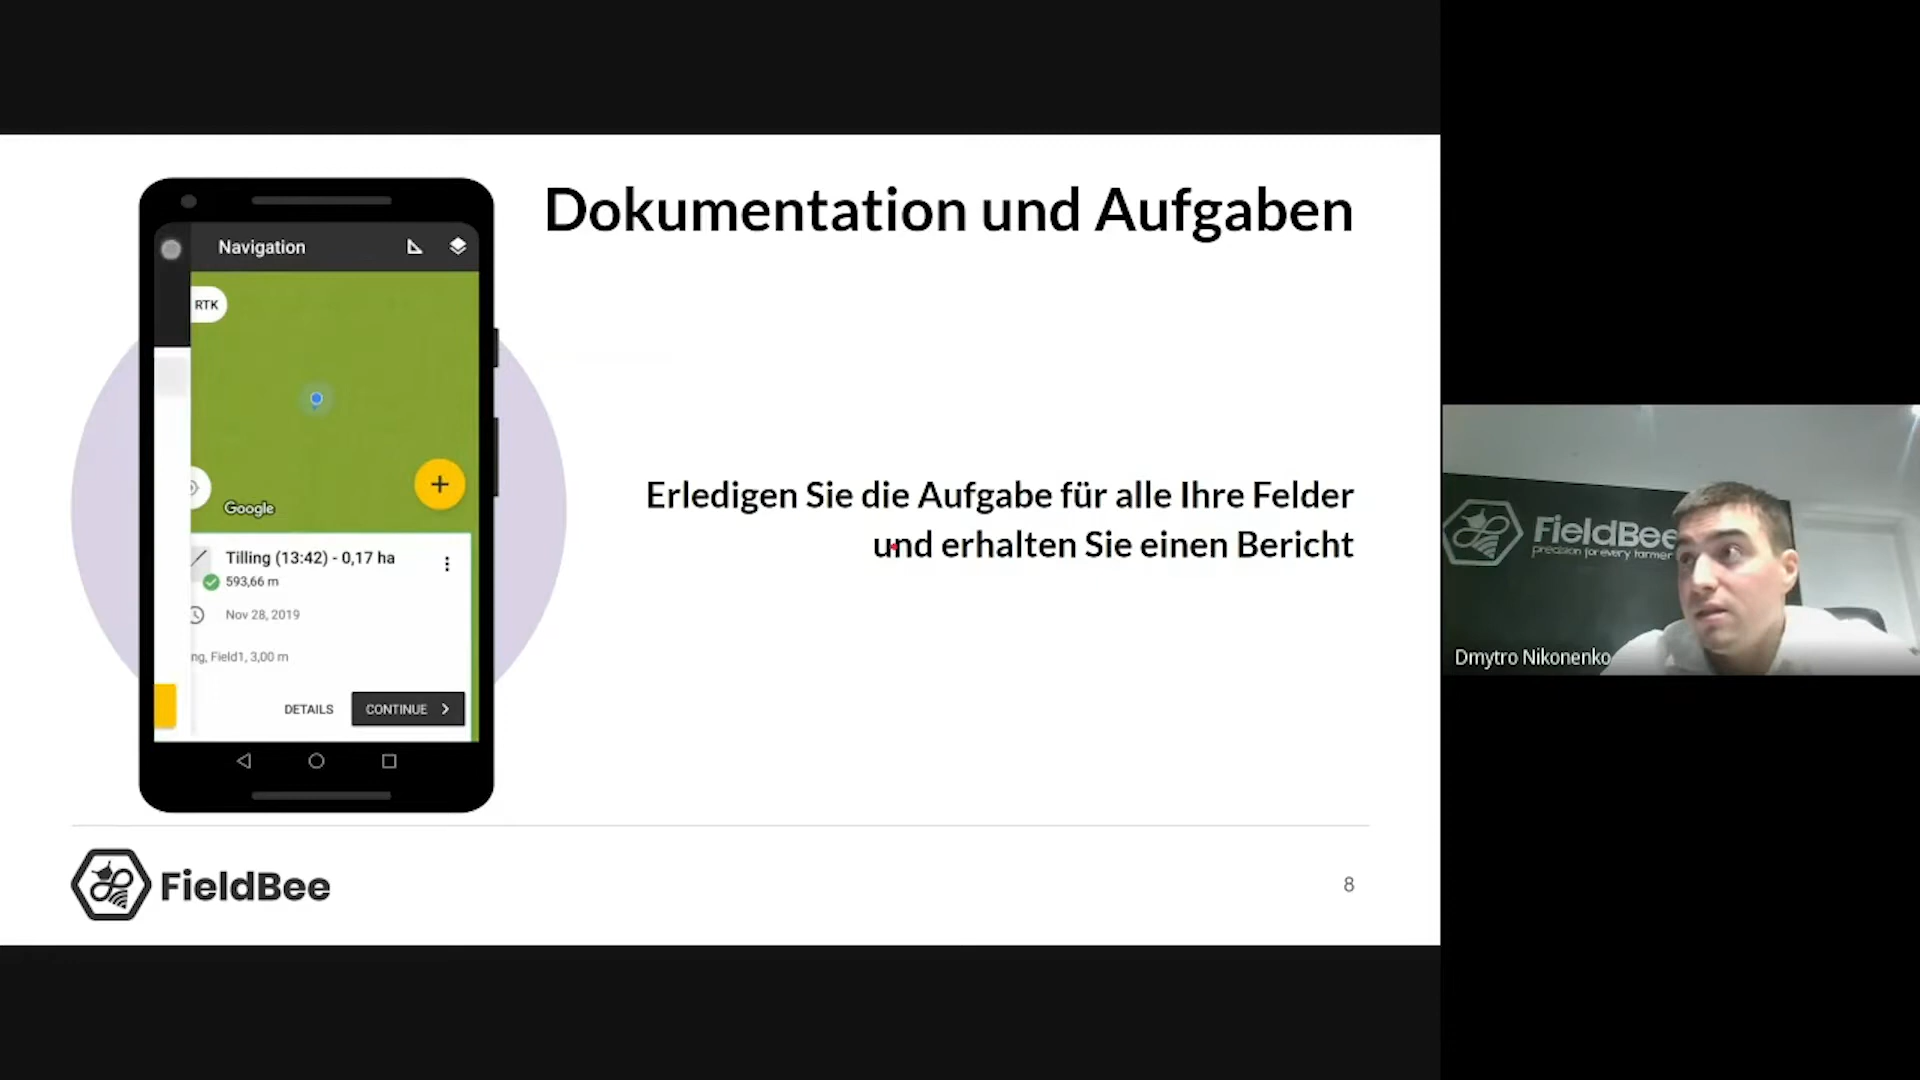 Dokumentation und Aufgaben
Navigation
RTK
Google
Tilling (13:42) - 0,17 ha
593,66 m
Nov 28, 2019
ng, Field1, 3,00 m
DETAILS
CONTINUE
Erledigen Sie die Aufgabe für alle Ihre Felder
und erhalten Sie einen Bericht
FieldBee
8
FieldBee
precision for every farmer
Dmytro Nikonenko